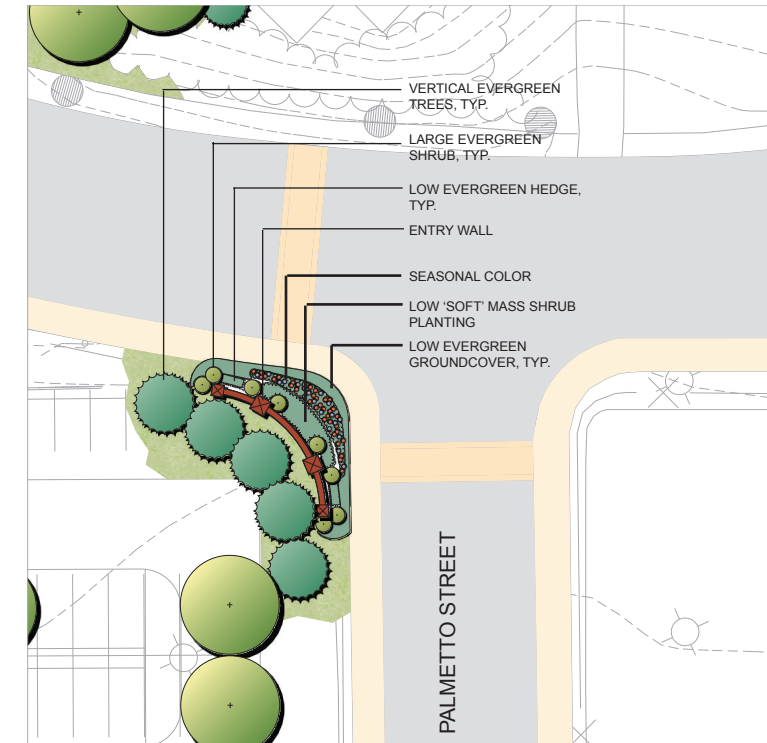 VERTICAL EVERGREEN
TREES, TYP.
LARGE EVERGREEN
SHRUB, TYP.
LOW EVERGREEN HEDGE,
TYP.
ENTRY WALL
SEASONAL COLOR
LOW ‘SOFT’ MASS SHRUB
PLANTING
LOW EVERGREEN
GROUNDCOVER, TYP.
PALMETTO STREET